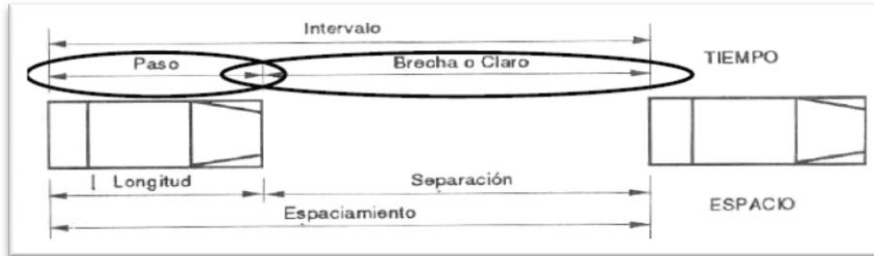 Intervalo
Paso
Brecha o Claro
TIEMPO
Longitud
Separación
Espaciamiento
ESPACIO